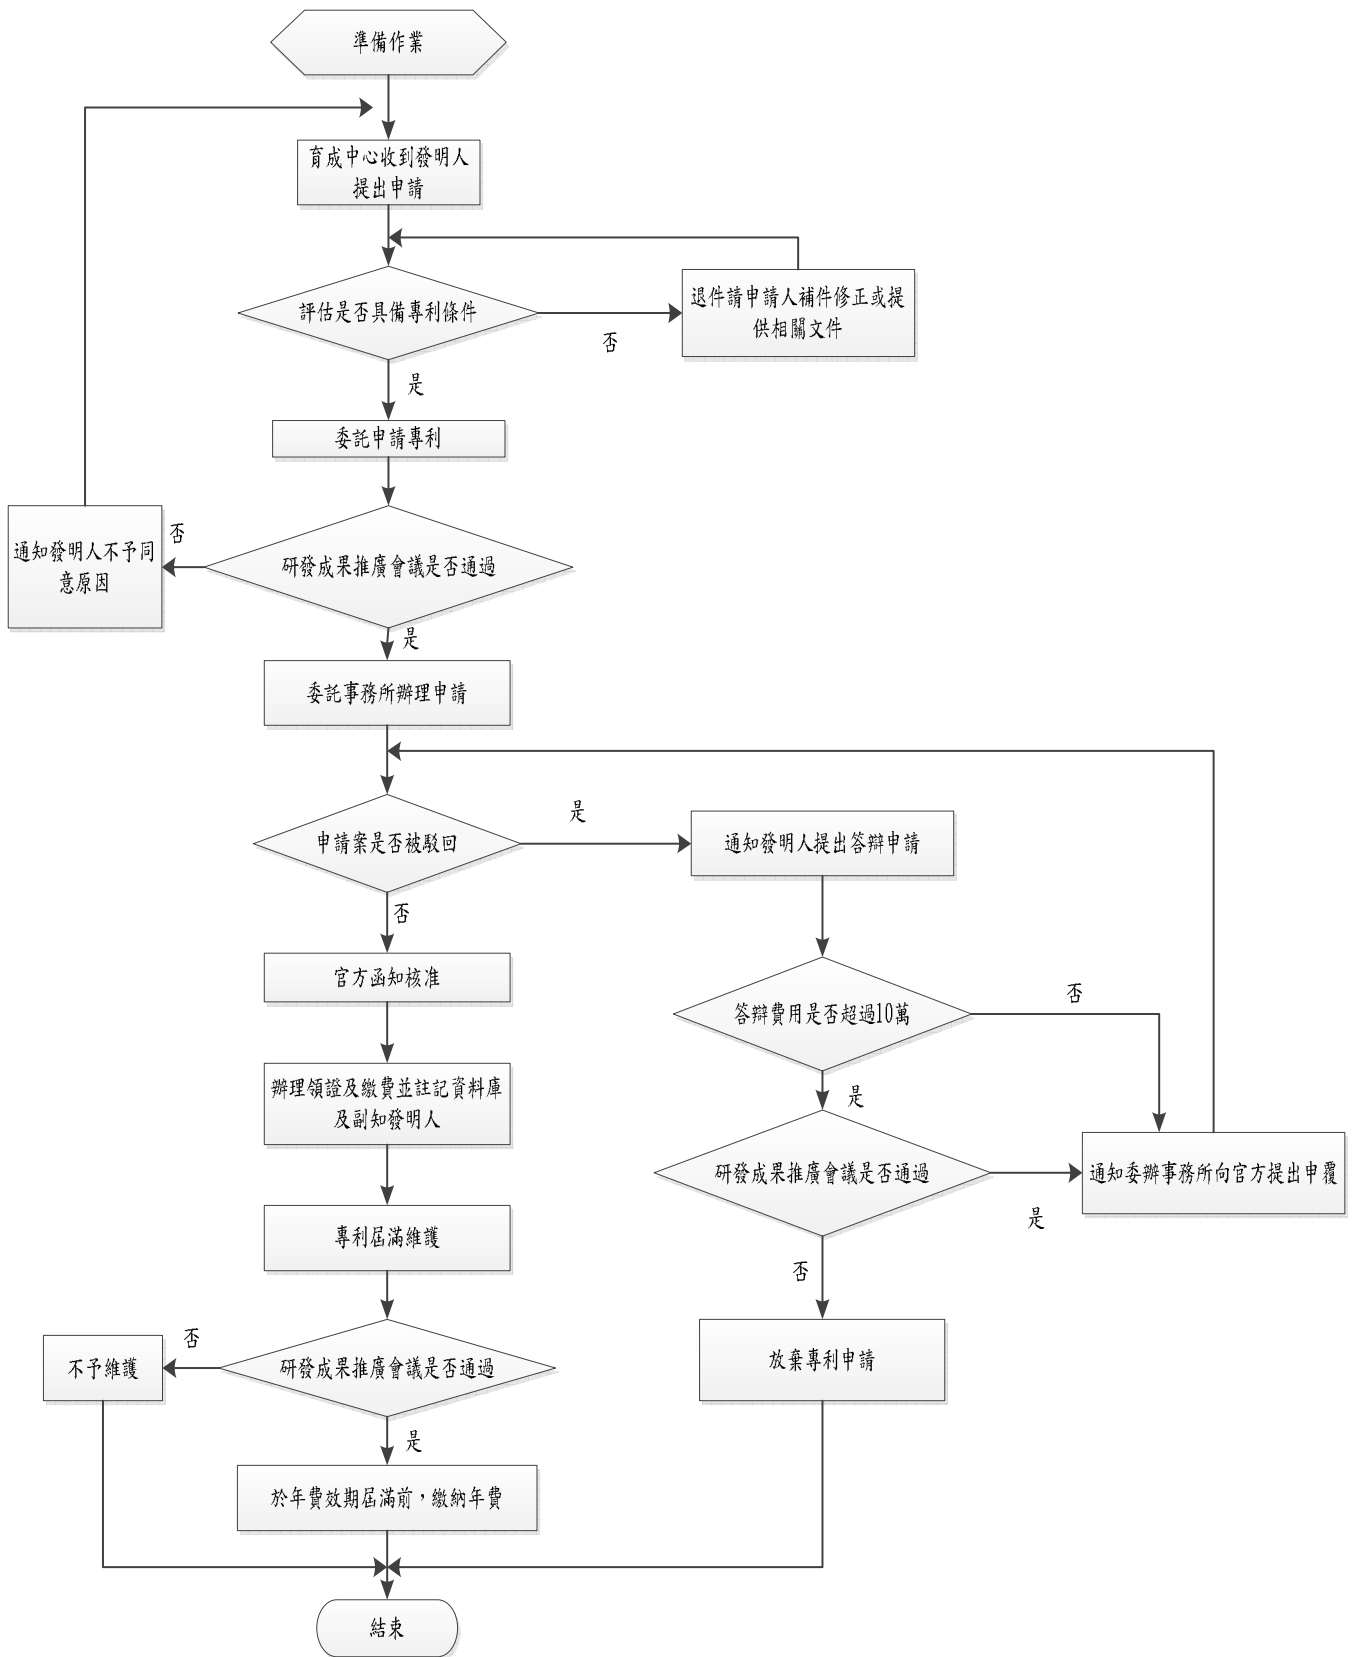 準備作業
育成中心收到發明人
提出申請
評估是否具備專利條件
否
退件請申請人補件修正或提
供相關文件
是
委託申請專利
研發成果推廣會議是否通過
否
通知發明人不予同
意原因
是
委託事務所辦理申請
申請案是否被駁回
是
通知發明人提出答辯申請
否
官方函知核准
答辯費用是否超過10萬
否
辦理領證及繳費並註記資料庫
及副知發明人
是
研發成果推廣會議是否通過
是
通知委辦事務所向官方提出申覆
專利屆滿維護
否
放棄專利申請
研發成果推廣會議是否通過
否
不予維護
是
於年費效期屆滿前，繳納年費
結束